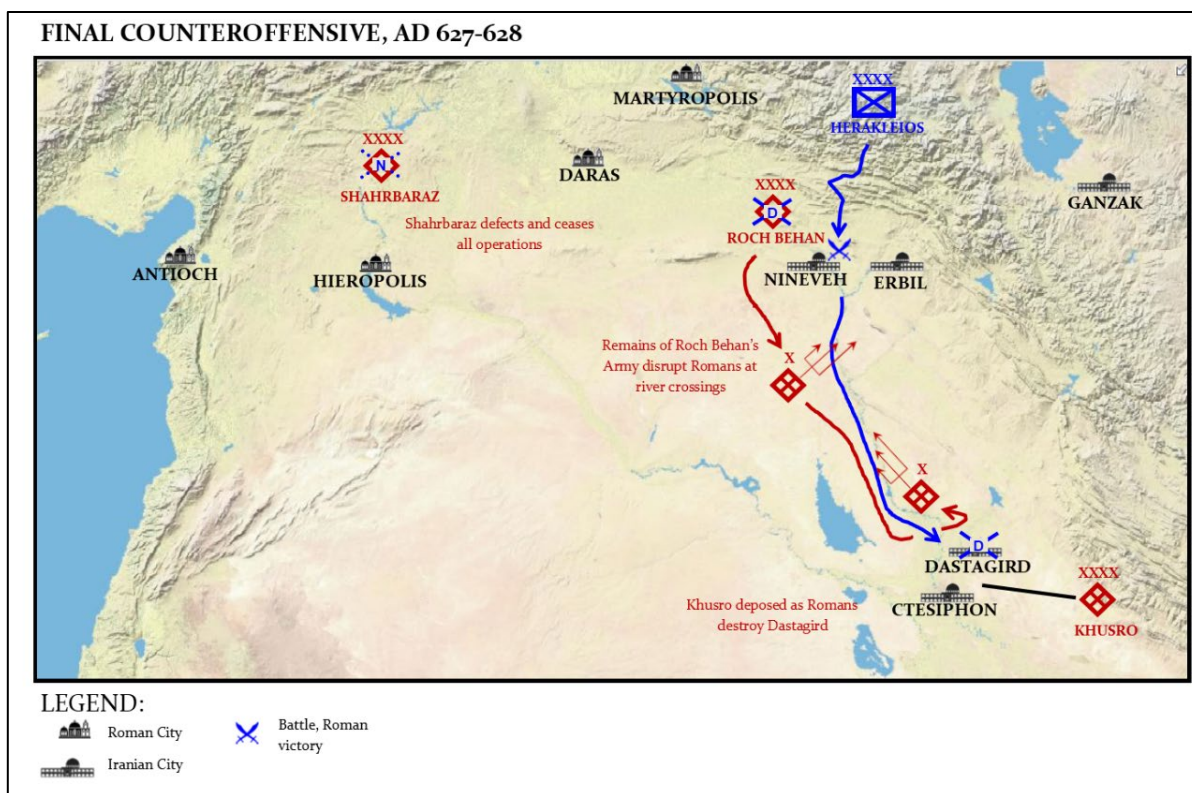 FINAL COUNTEROFFENSIVE, AD 627-628
MARTYROPOLIS
XXXX
HERAKLEIOS
XXXX
N
SHAHRBARAZ
DARAS
XXXX
D
ROCH BEHAN
GANZAK
Shahrbaraz defects and ceases
all operations
ANTIOCH
HIEROPOLIS
NINEVEH
ERBIL
Remains of Roch Behan's
Army disrupt Romans at
river crossings
X
X
D
DASTAGIRD
CTESIPHON
XXXX
KHUSRO
Khusro deposed as Romans
destroy Dastagird
LEGEND:
Roman City
Iranian City
Battle, Roman
victory